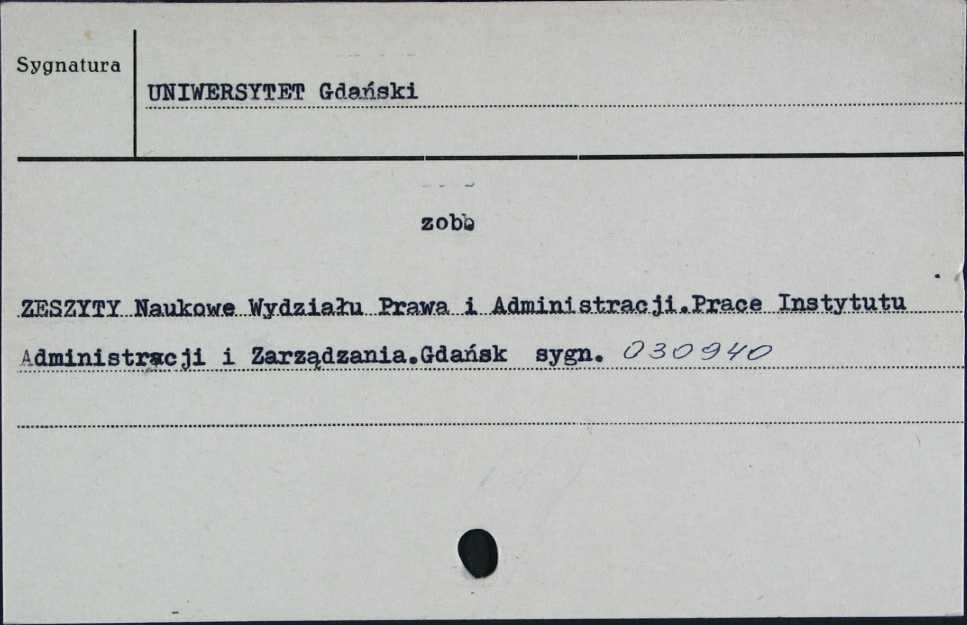 Sygnatura
UNIWERSYTET Gdański
zobb
ZESZYTY Naukowe Wydziału Prawa i Administracji.Prace Instytutu
Administracji i Zarządzania.Gdańsk sygn. 030940